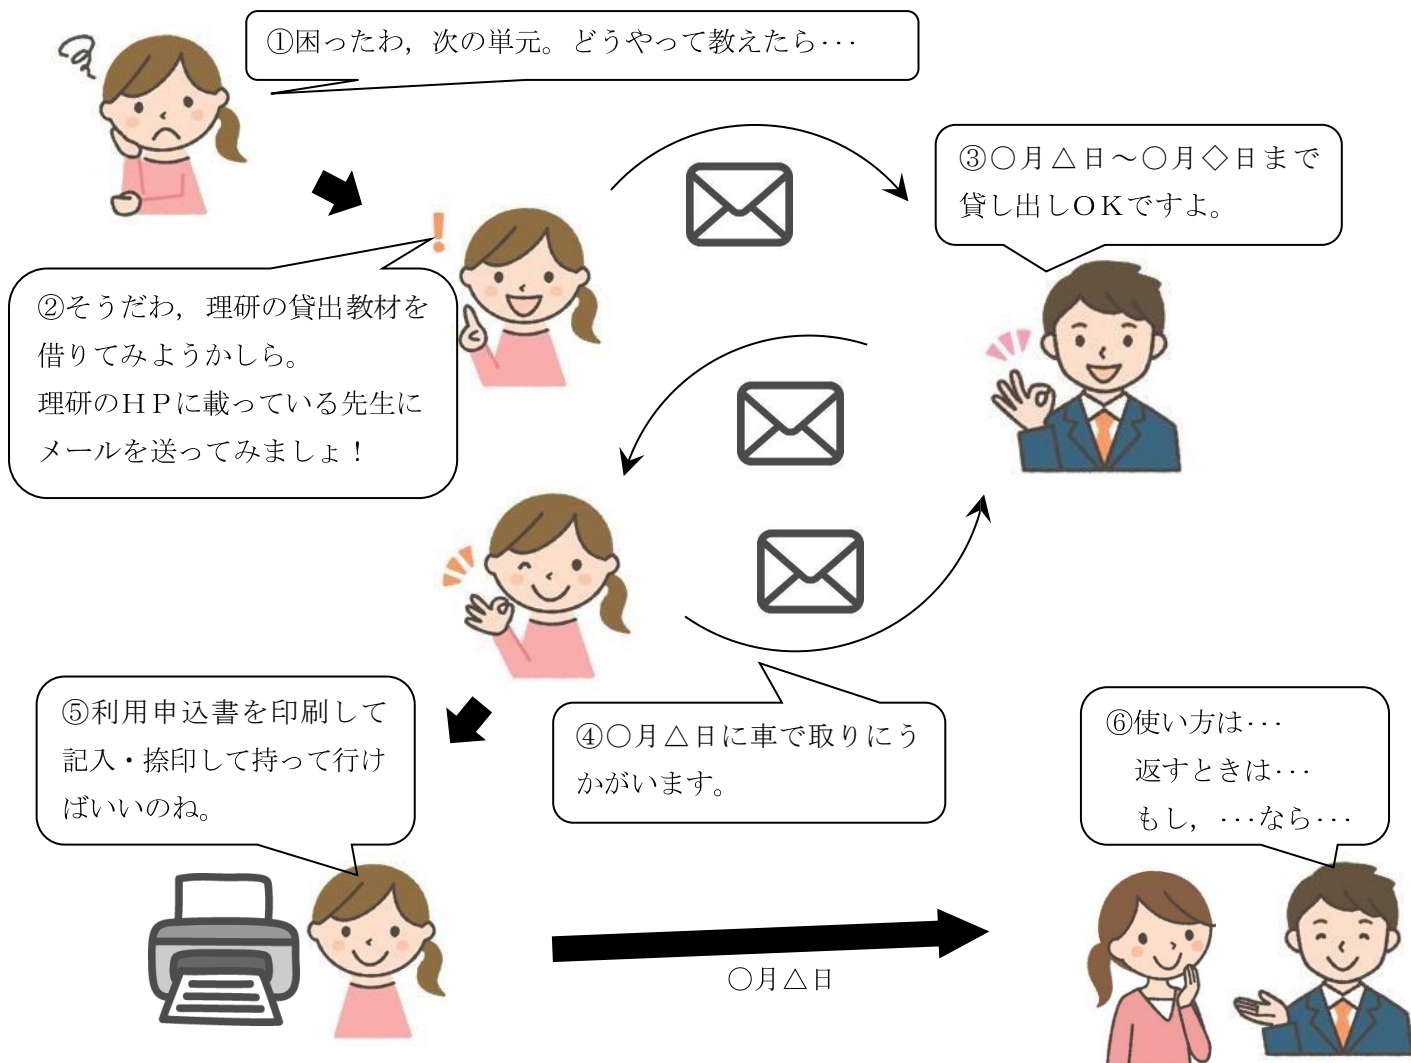 ①困ったわ，次の単元。どうやって教えたら･･･
②そうだわ，理研の貸出教材を
借りてみようかしら。
理研のＨＰに載っている先生に
メールを送ってみましょ！
③〇月△日～〇月◇日まで
貸し出しＯＫですよ。
④〇月△日に車で取りにう
かがいます。
⑤利用申込書を印刷して
記入・捺印して持って行け
ばいいのね。
⑥使い方は･･･
返すときは･･･
もし，･･･なら･･･
〇月△日